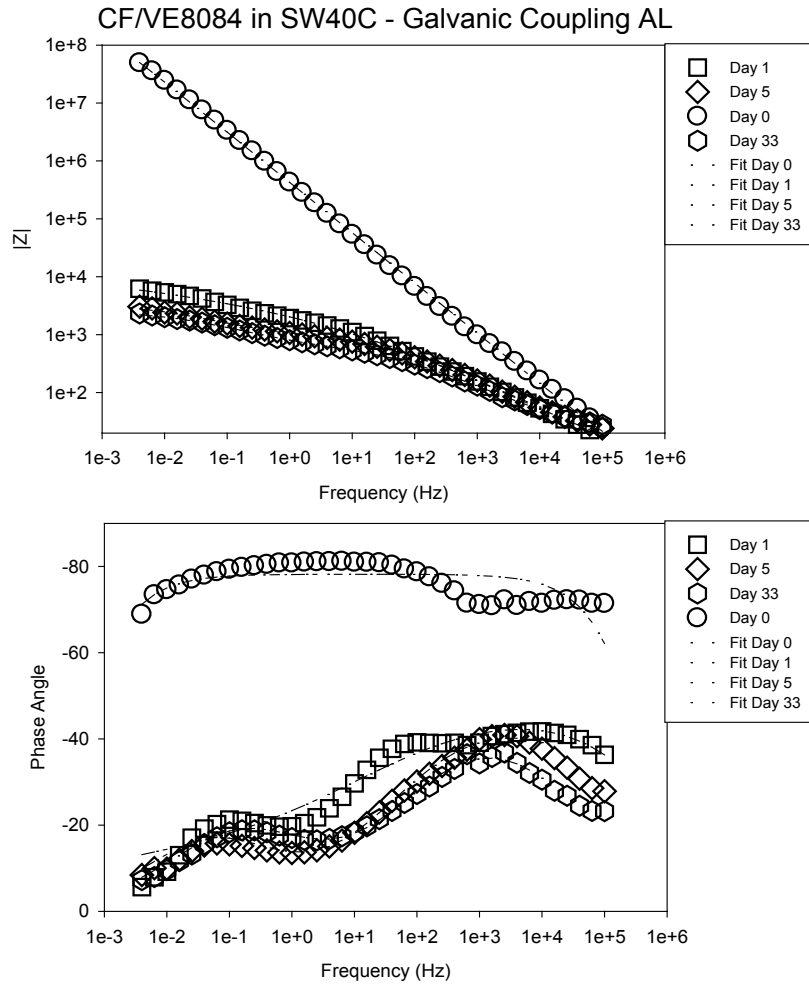 CF/VE8084 in SW40C - Galvanic Coupling AL
|Z|
1e+8
1e+7
1e+6
1e+5
1e+4
1e+3
1e+2
1e-3 1e-2 1e-1 1e+0 1e+1 1e+2 1e+3 1e+4 1e+5 1e+6
Frequency (Hz)
Day 1
Day 5
Day 0
Day 33
Fit Day 0
Fit Day 1
Fit Day 5
Fit Day 33
Phase Angle
-80
-60
-40
-20
0
1e-3 1e-2 1e-1 1e+0 1e+1 1e+2 1e+3 1e+4 1e+5 1e+6
Frequency (Hz)
Day 1
Day 5
Day 33
Day 0
Fit Day 0
Fit Day 1
Fit Day 5
Fit Day 33